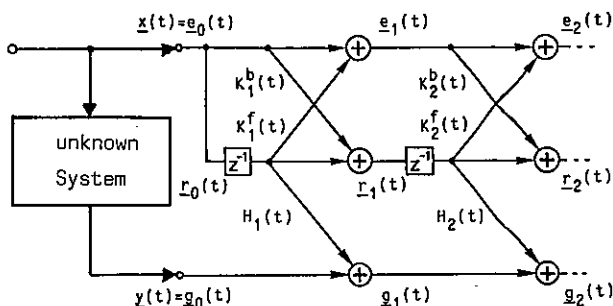 x(t)=e₀(t) e₁(t) e₂(t)
K₁ᵇ(t) K₂ᵇ(t)
K₁ᶠ(t) K₂ᶠ(t)
unknown
System
z⁻¹ z⁻¹
r₀(t) r₁(t) r₂(t)
H₁(t) H₂(t)
y(t)=g₀(t) g₁(t) g₂(t)